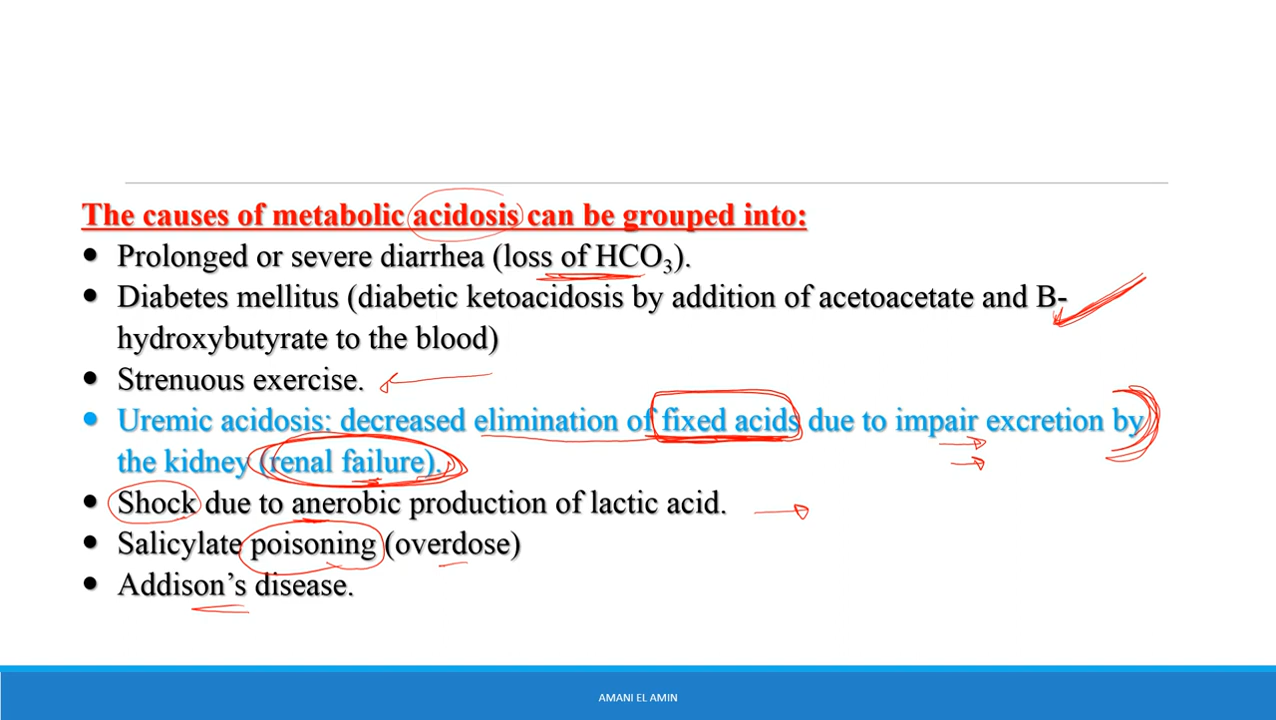 The causes of metabolic acidosis can be grouped into:
• Prolonged or severe diarrhea (loss of HCO₃).
• Diabetes mellitus (diabetic ketoacidosis by addition of acetoacetate and B-
hydroxybutyrate to the blood)
• Strenuous exercise.
• Uremic acidosis: decreased elimination of fixed acids due to impair excretion by
the kidney (renal failure).
• Shock due to anerobic production of lactic acid.
• Salicylate poisoning (overdose)
• Addison’s disease.
AMANI EL AMIN